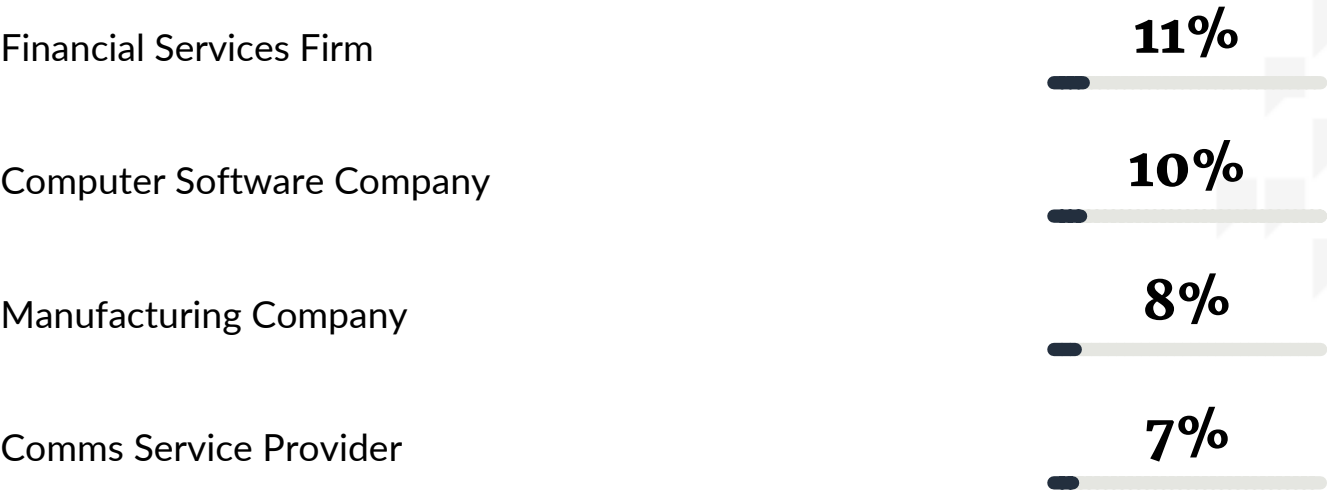 Financial Services Firm
11%
Computer Software Company
10%
Manufacturing Company
8%
Comms Service Provider
7%